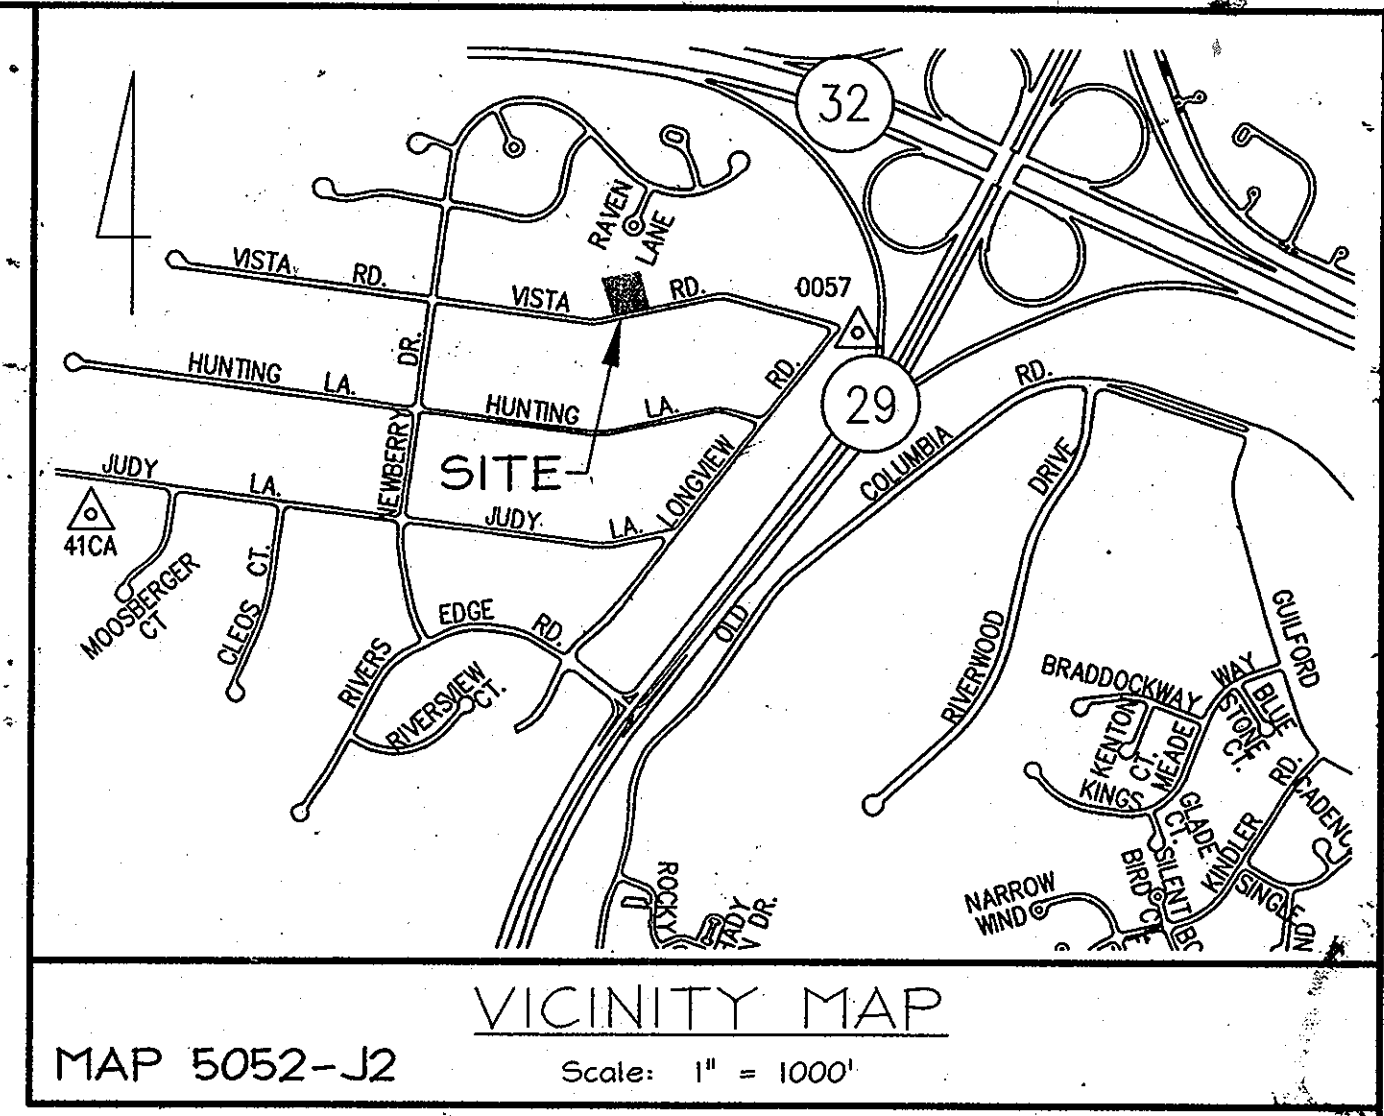 32
RAVEN
LANE
VISTA
RD.
VISTA
RD.
0057
DR.
HUNTING
LA.
HUNTING
LA.
RD.
29
RD.
NEWBERRY
SITE
LONGVIEW
COLUMBIA
DRIVE
JUDY
LA.
JUDY
LA.
41CA
MOOSBERGER
CT
CLEOS
CT.
EDGE
RD.
RIVERS
RIVERSVIEW
CT.
OLD
RIVERWOOD
GUILFORD
BRADDOCK
WAY
WAY
BLUE
STONE
CT.
KENTON
CT.
MEADE
KINGS
RD.
GLADE
CT.
KINDLER
CADENC
SILENT
BIRD
SINGLE
NARROW
WIND
ROCKY
DR.
VICINITY MAP
MAP 5052-J2
Scale: 1" = 1000'